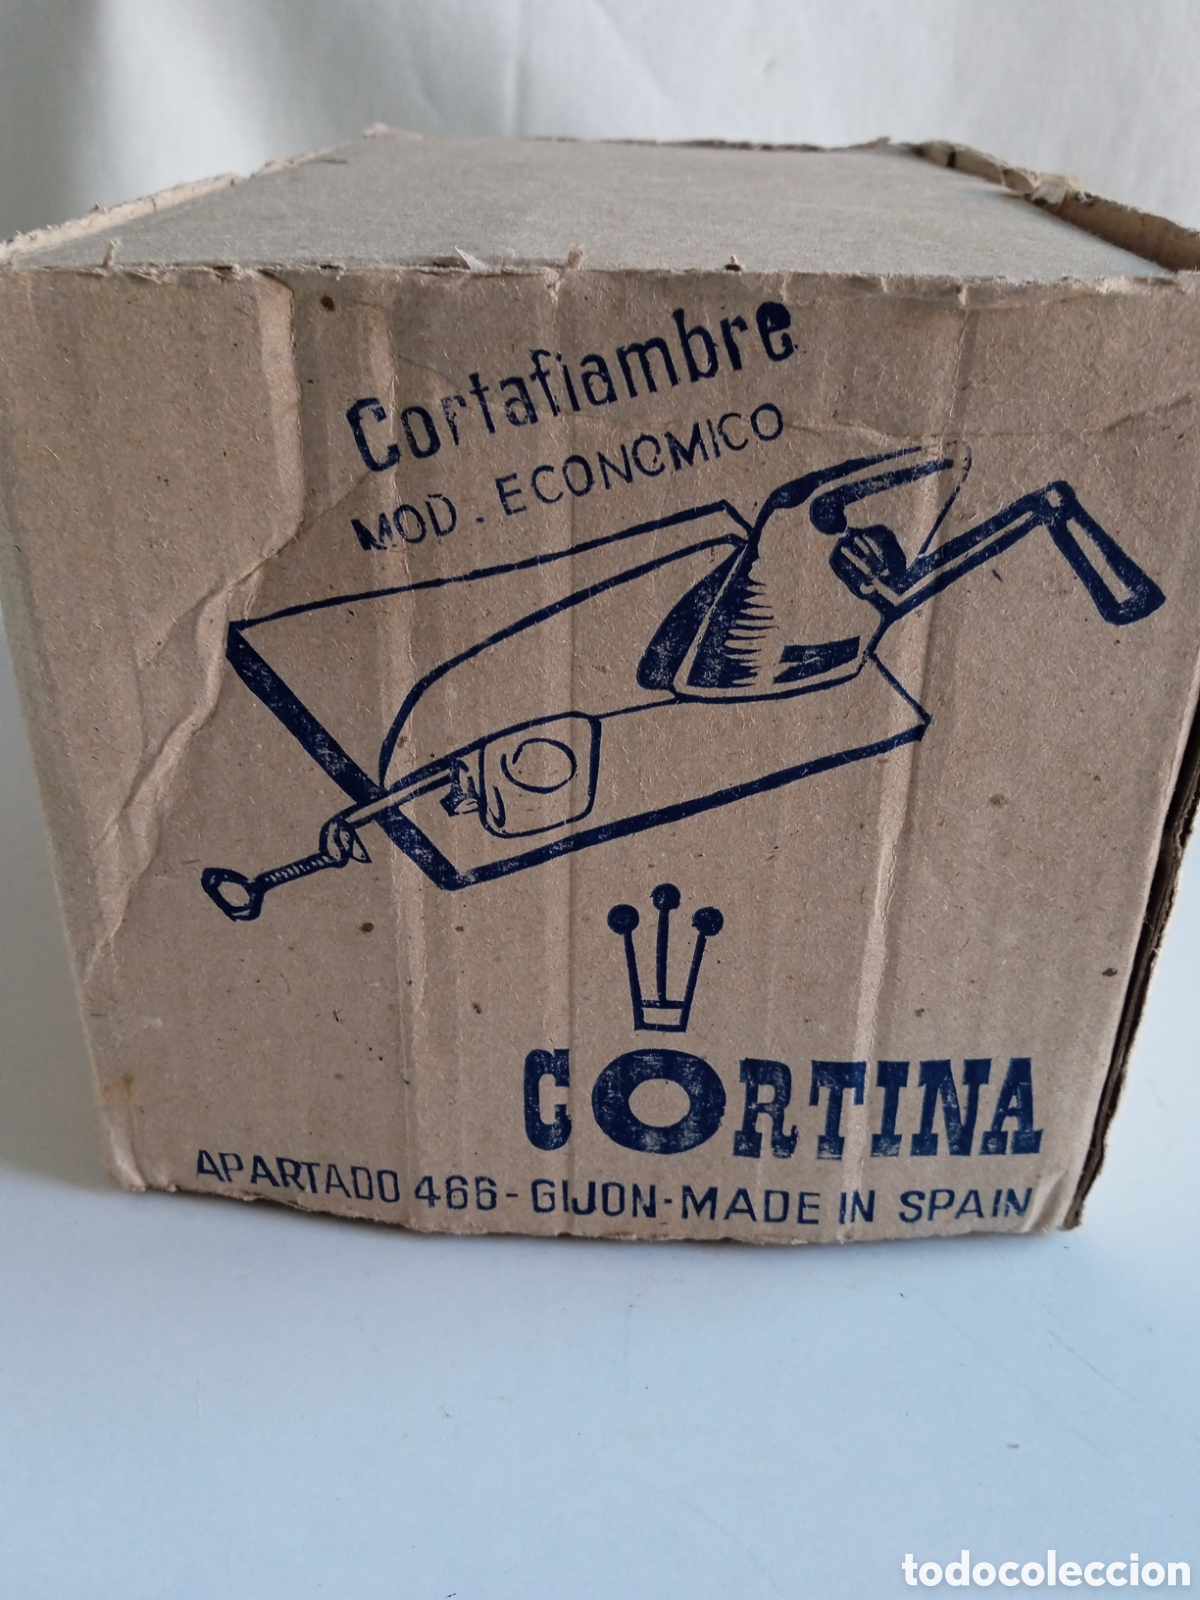 Cortafiambre
MOD. ECONOMICO
CORTINA
APARTADO 466-GIJON-MADE IN SPAIN
todocoleccion